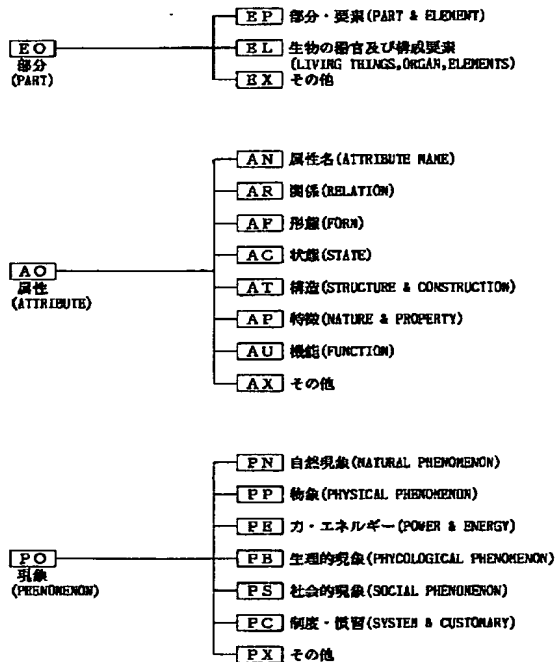 EP 部分・要素(PART & ELEMENT)
EO
部分
(PART)
EL 生物の器官及び構成要素
(LIVING THINGS,ORGAN,ELEMENTS)
EX その他
AN 属性名(ATTRIBUTE NAME)
AR 関係(RELATION)
AF 形態(FORM)
AC 状態(STATE)
AO
属性
(ATTRIBUTE)
AT 構造(STRUCTURE & CONSTRUCTION)
AP 特徴(NATURE & PROPERTY)
AU 機能(FUNCTION)
AX その他
PN 自然現象(NATURAL PHENOMENON)
PP 物象(PHYSICAL PHENOMENON)
PE 力・エネルギー(POWER & ENERGY)
PO
現象
(PHENOMENON)
PB 生理的現象(PHYCOLOGICAL PHENOMENON)
PS 社会的現象(SOCIAL PHENOMENON)
PC 制度・慣習(SYSTEM & CUSTOMARY)
PX その他